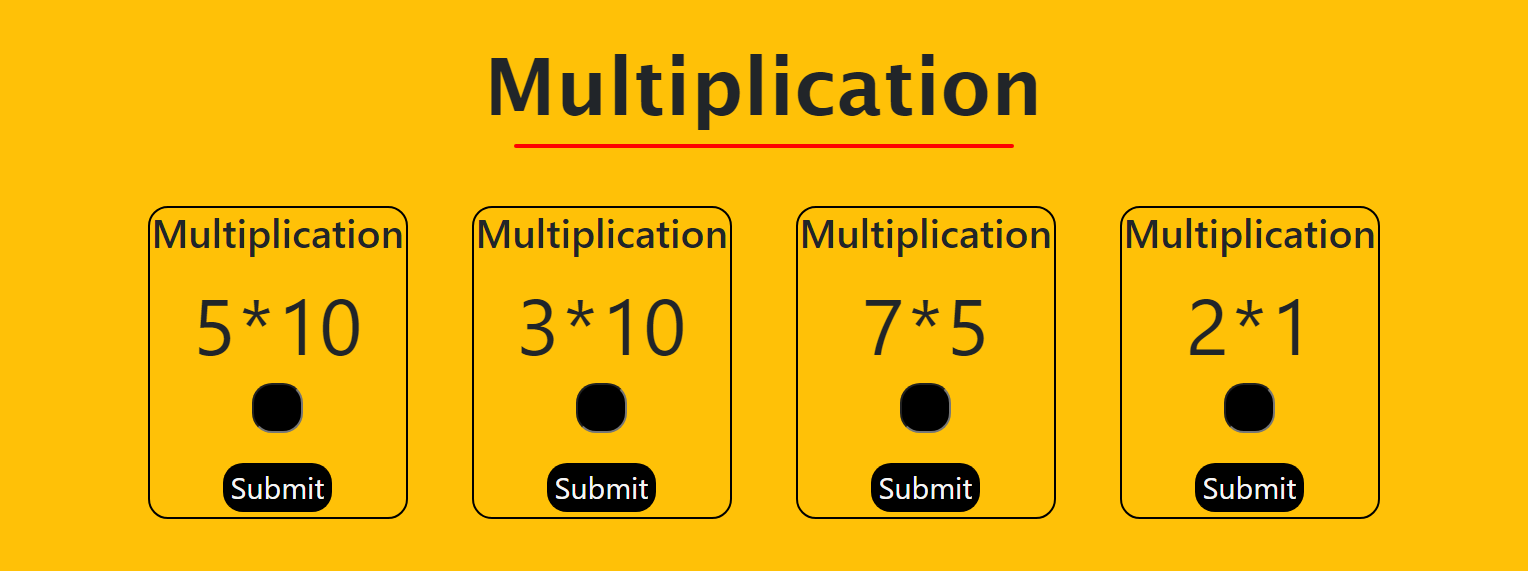 Multiplication
Multiplication Multiplication Multiplication Multiplication
5*10 3*10 7*5 2*1
Submit Submit Submit Submit